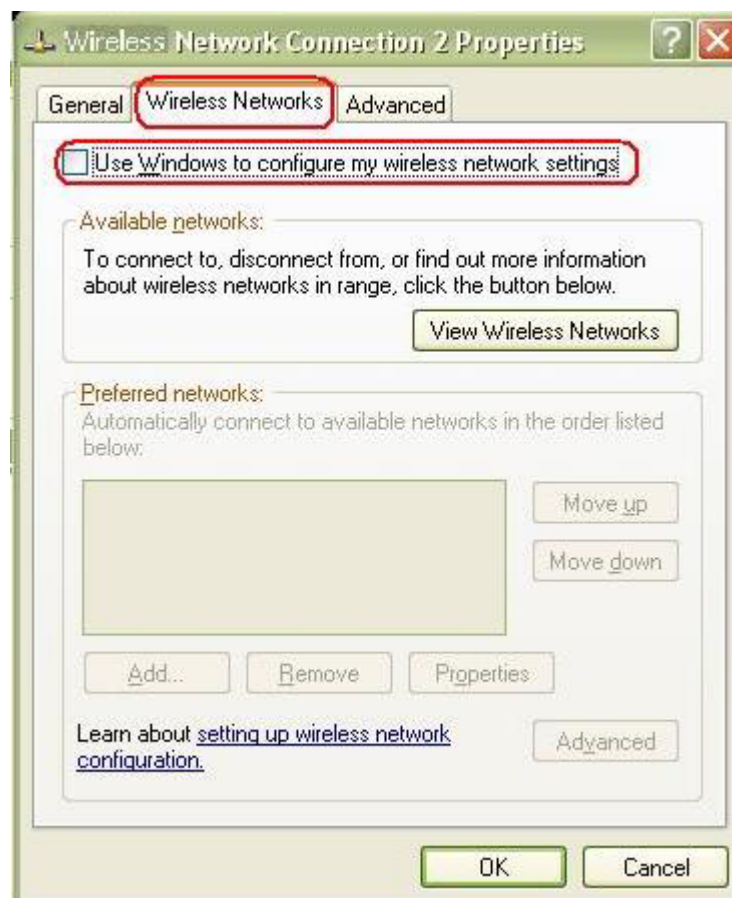 Wireless Network Connection 2 Properties
General Wireless Networks Advanced
Use Windows to configure my wireless network settings
Available networks:
To connect to, disconnect from, or find out more information
about wireless networks in range, click the button below.
View Wireless Networks
Preferred networks:
Automatically connect to available networks in the order listed
below:
Move up
Move down
Add... Remove Properties
Learn about setting up wireless network
configuration.
Advanced
OK Cancel